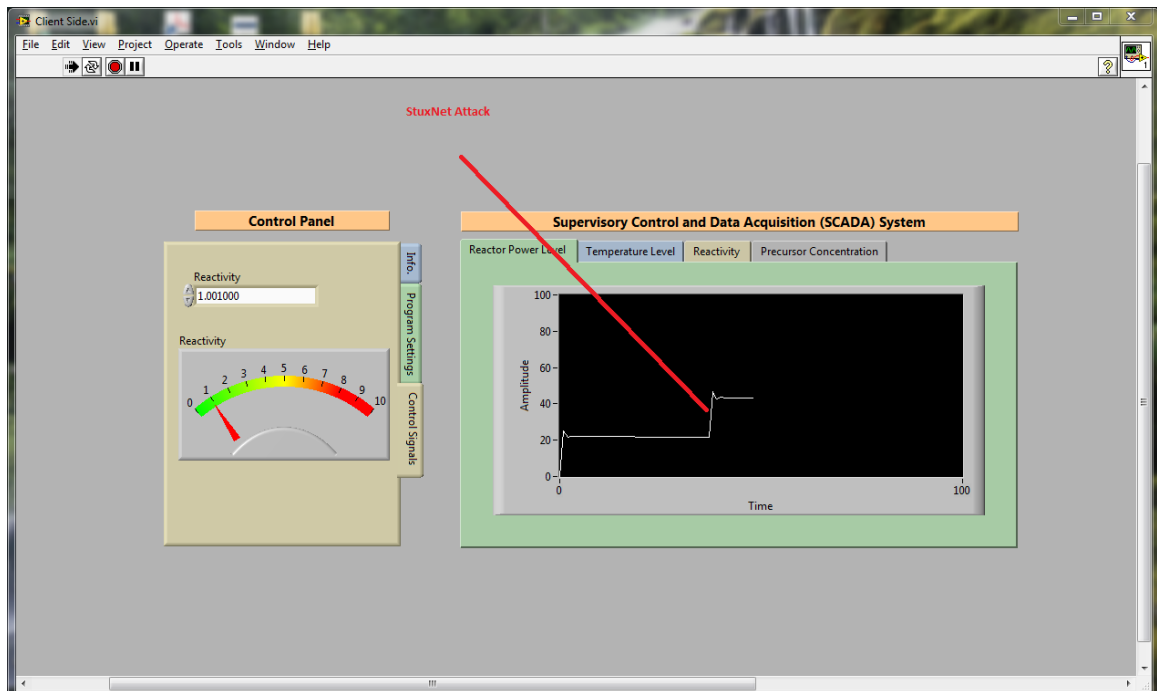 Client Side.vi
File Edit View Project Operate Tools Window Help
1
StuxNet Attack
Control Panel
Reactivity
1.001000
Reactivity
0 1 2 3 4 5 6 7 8 9 10
Info.
Program Settings
Control Signals
Supervisory Control and Data Acquisition (SCADA) System
Reactor Power Level Temperature Level Reactivity Precursor Concentration
Amplitude
100
80
60
40
20
0
0 100
Time